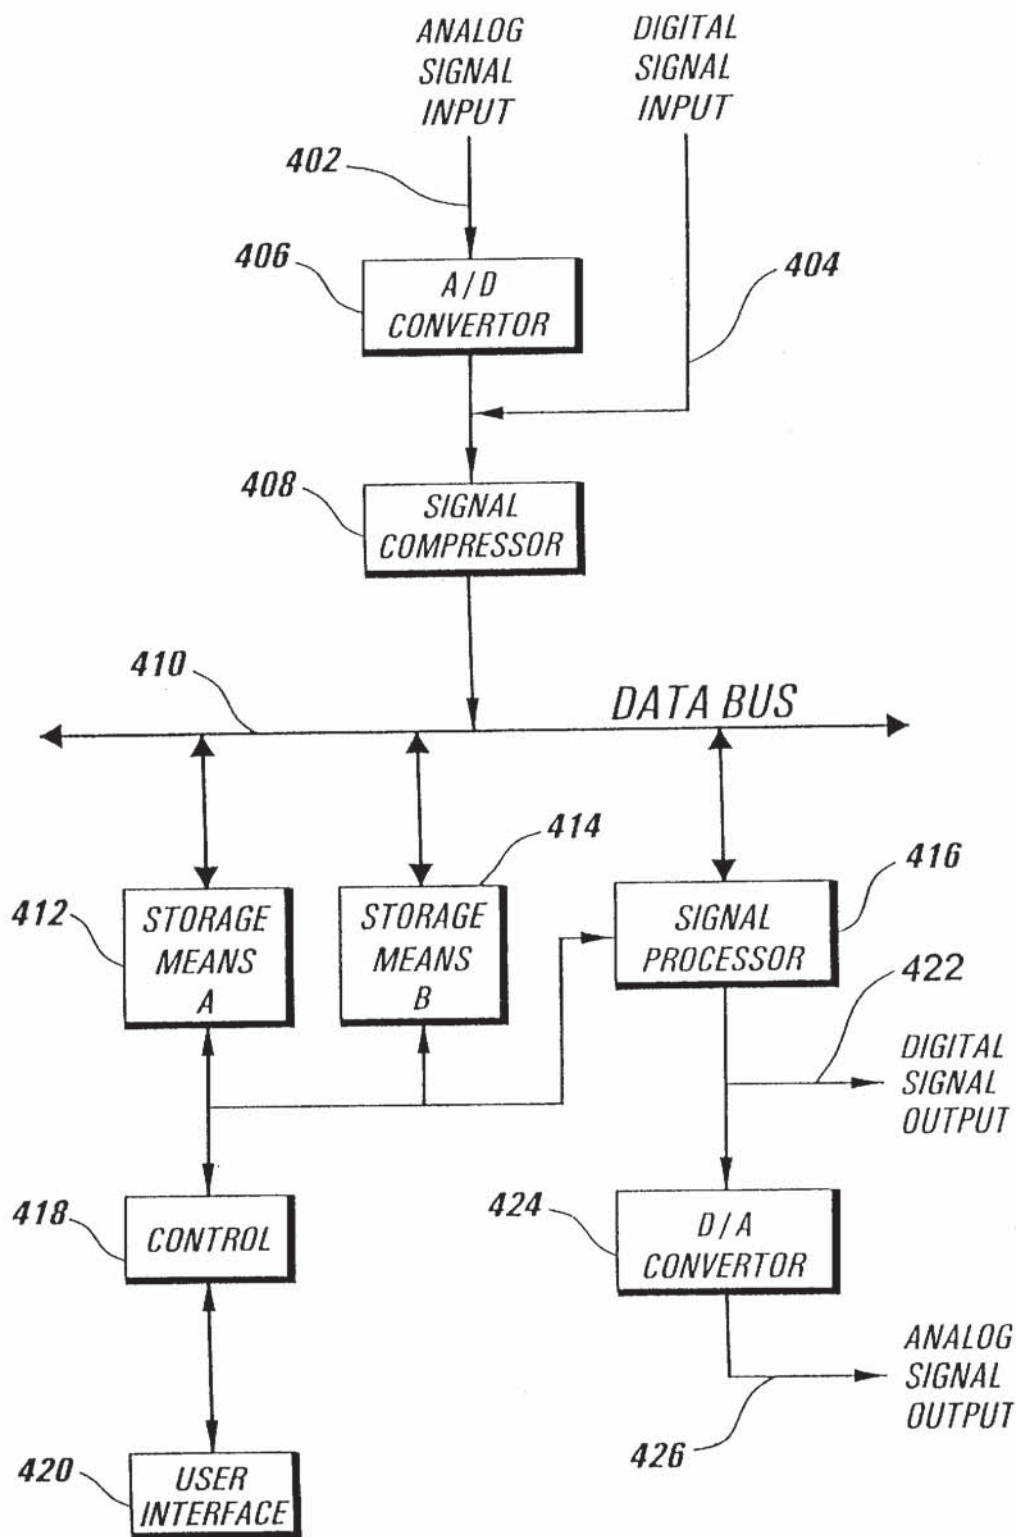 ANALOG
SIGNAL
INPUT
DIGITAL
SIGNAL
INPUT
402
404
406
A/D
CONVERTOR
408
SIGNAL
COMPRESSOR
410
DATA BUS
412
STORAGE
MEANS
A
414
STORAGE
MEANS
B
416
SIGNAL
PROCESSOR
422
DIGITAL
SIGNAL
OUTPUT
418
CONTROL
424
D/A
CONVERTOR
ANALOG
SIGNAL
OUTPUT
426
420
USER
INTERFACE